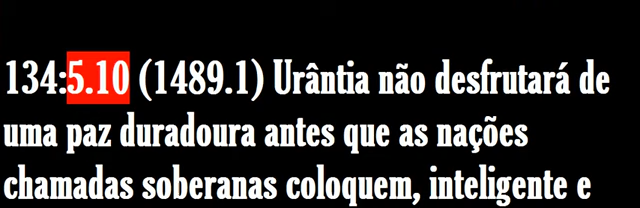 134:5.10 (1489.1) Urântia não desfrutará de
uma paz duradoura antes que as nações
chamadas soberanas coloquem, inteligente e